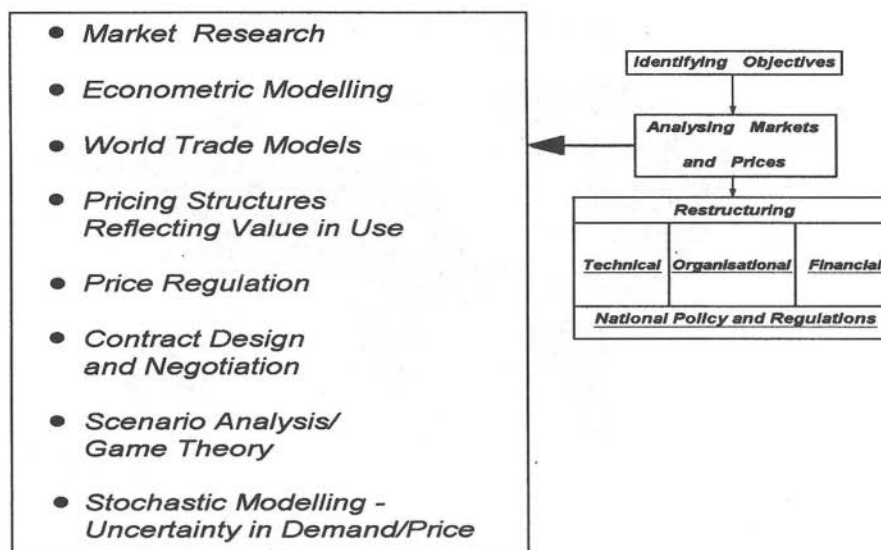 • Market Research
• Econometric Modelling
• World Trade Models
• Pricing Structures
Reflecting Value in Use
• Price Regulation
• Contract Design
and Negotiation
• Scenario Analysis/
Game Theory
• Stochastic Modelling -
Uncertainty in Demand/Price
Identifying Objectives
Analysing Markets
and Prices
Restructuring
Technical Organisational Financial
National Policy and Regulations